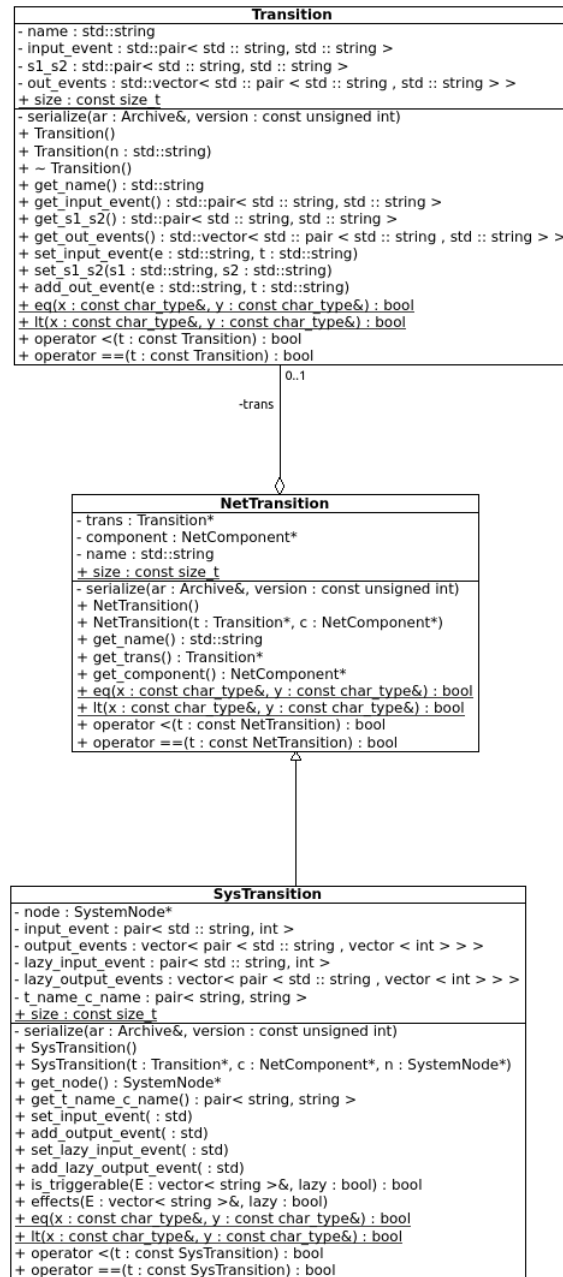 Transition
- name : std::string
- input_event : std::pair< std :: string, std :: string >
- s1_s2 : std::pair< std :: string, std :: string >
- out_events : std::vector< std :: pair < std :: string , std :: string > >
+ size : const size_t
- serialize(ar : Archive&, version : const unsigned int)
+ Transition()
+ Transition(n : std::string)
+ ~ Transition()
+ get_name() : std::string
+ get_input_event() : std::pair< std :: string, std :: string >
+ get_s1_s2() : std::pair< std :: string, std :: string >
+ get_out_events() : std::vector< std :: pair < std :: string , std :: string > >
+ set_input_event(e : std::string, t : std::string)
+ set_s1_s2(s1 : std::string, s2 : std::string)
+ add_out_event(e : std::string, t : std::string)
+ eq(x : const char_type&, y : const char_type&) : bool
+ lt(x : const char_type&, y : const char_type&) : bool
+ operator <(t : const Transition) : bool
+ operator ==(t : const Transition) : bool
0..1
-trans
NetTransition
- trans : Transition*
- component : NetComponent*
- name : std::string
+ size : const size_t
- serialize(ar : Archive&, version : const unsigned int)
+ NetTransition()
+ NetTransition(t : Transition*, c : NetComponent*)
+ get_name() : std::string
+ get_trans() : Transition*
+ get_component() : NetComponent*
+ eq(x : const char_type&, y : const char_type&) : bool
+ lt(x : const char_type&, y : const char_type&) : bool
+ operator <(t : const NetTransition) : bool
+ operator ==(t : const NetTransition) : bool
SysTransition
- node : SystemNode*
- input_event : pair< std :: string, int >
- output_events : vector< pair < std :: string , vector < int > > >
- lazy_input_event : pair< std :: string, int >
- lazy_output_events : vector< pair < std :: string , vector < int > > >
- t_name_c_name : pair< string, string >
+ size : const size_t
- serialize(ar : Archive&, version : const unsigned int)
+ SysTransition()
+ SysTransition(t : Transition*, c : NetComponent*, n : SystemNode*)
+ get_node() : SystemNode*
+ get_t_name_c_name() : pair< string, string >
+ set_input_event( : std)
+ add_output_event( : std)
+ set_lazy_input_event( : std)
+ add_lazy_output_event( : std)
+ is_triggerable(E : vector< string >&, lazy : bool) : bool
+ effects(E : vector< string >&, lazy : bool)
+ eq(x : const char_type&, y : const char_type&) : bool
+ lt(x : const char_type&, y : const char_type&) : bool
+ operator <(t : const SysTransition) : bool
+ operator ==(t : const SysTransition) : bool